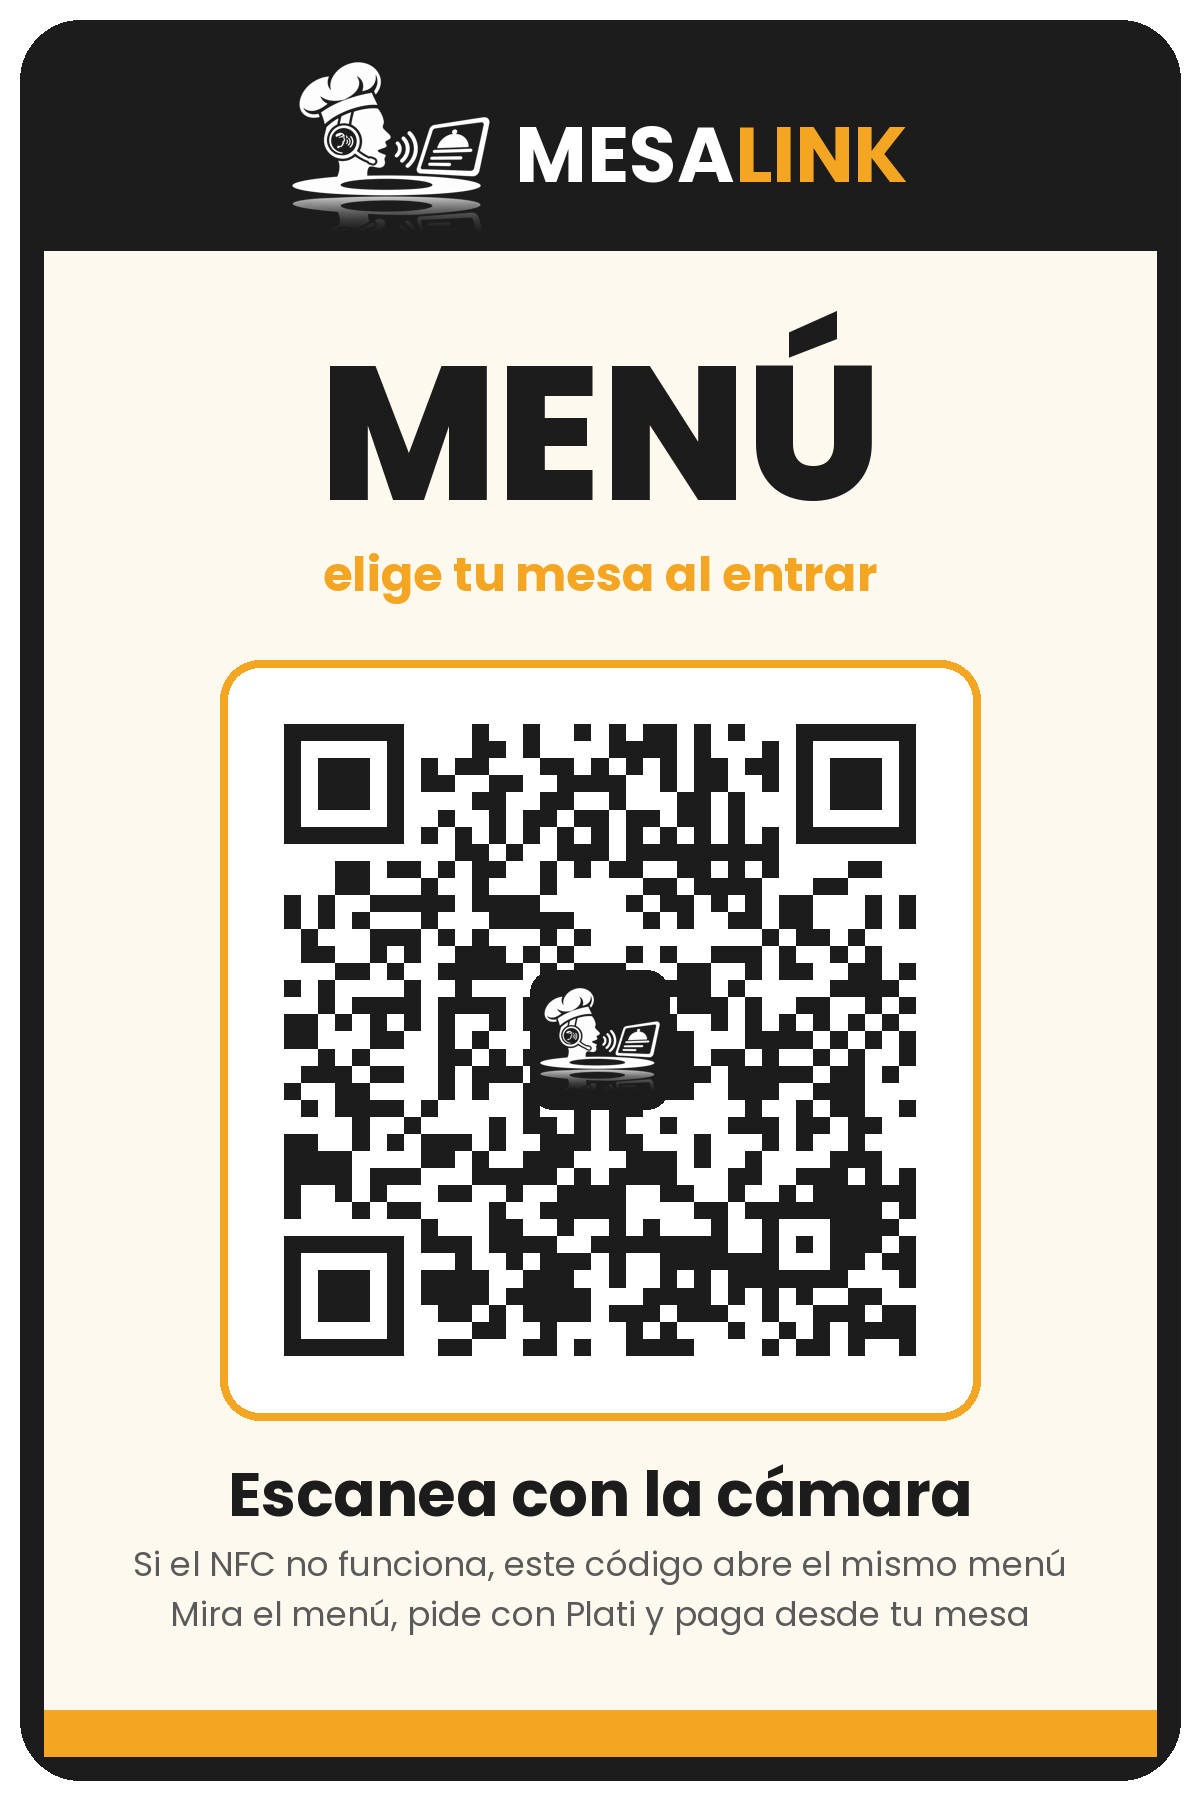 MESALINK
MENÚ
elige tu mesa al entrar
Escanea con la cámara
Si el NFC no funciona, este código abre el mismo menú
Mira el menú, pide con Plati y paga desde tu mesa